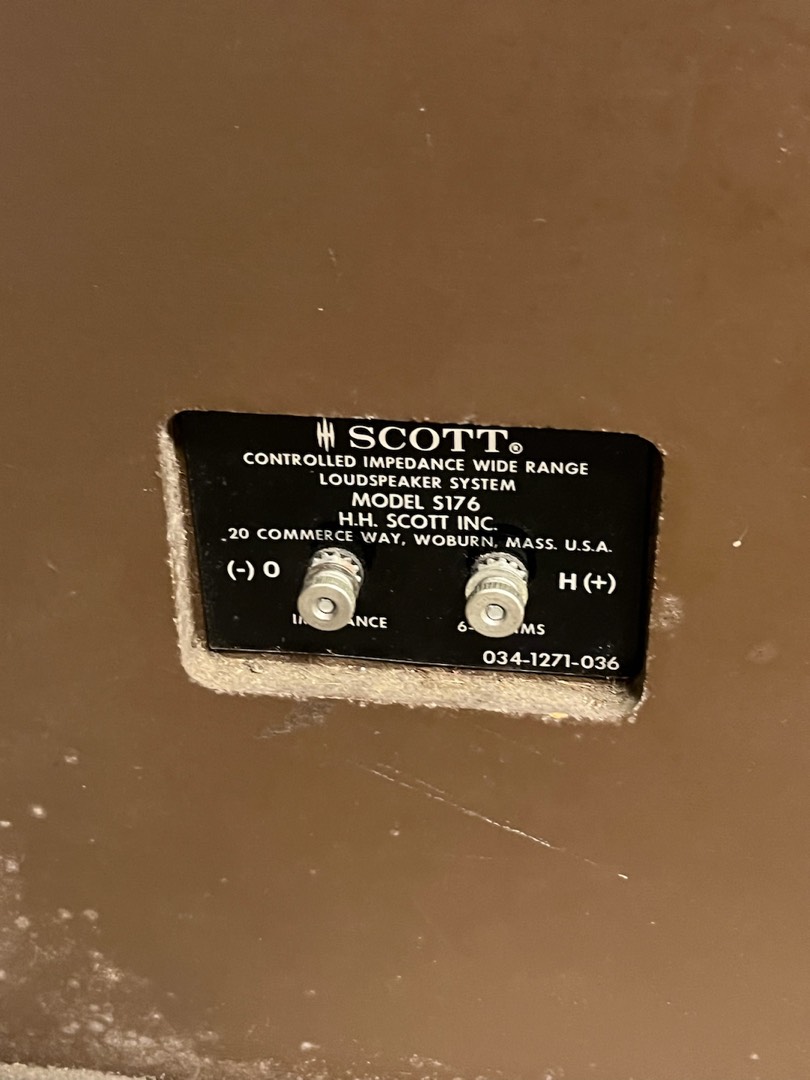 SCOTT®
CONTROLLED IMPEDANCE WIDE RANGE
LOUDSPEAKER SYSTEM
MODEL S176
H.H. SCOTT INC.
20 COMMERCE WAY, WOBURN, MASS. U.S.A.
(-) O H (+)
034-1271-036